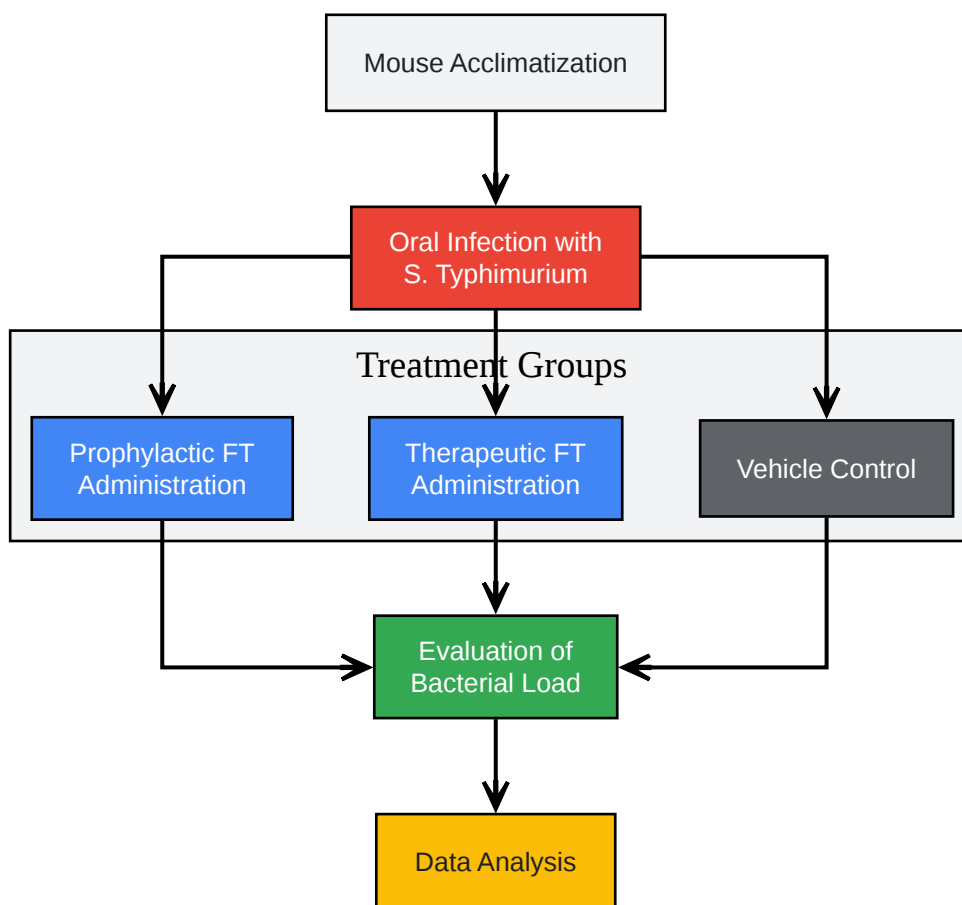 Mouse Acclimatization
Oral Infection with
S. Typhimurium
Treatment Groups
Prophylactic FT
Administration
Therapeutic FT
Administration
Vehicle Control
Evaluation of
Bacterial Load
Data Analysis